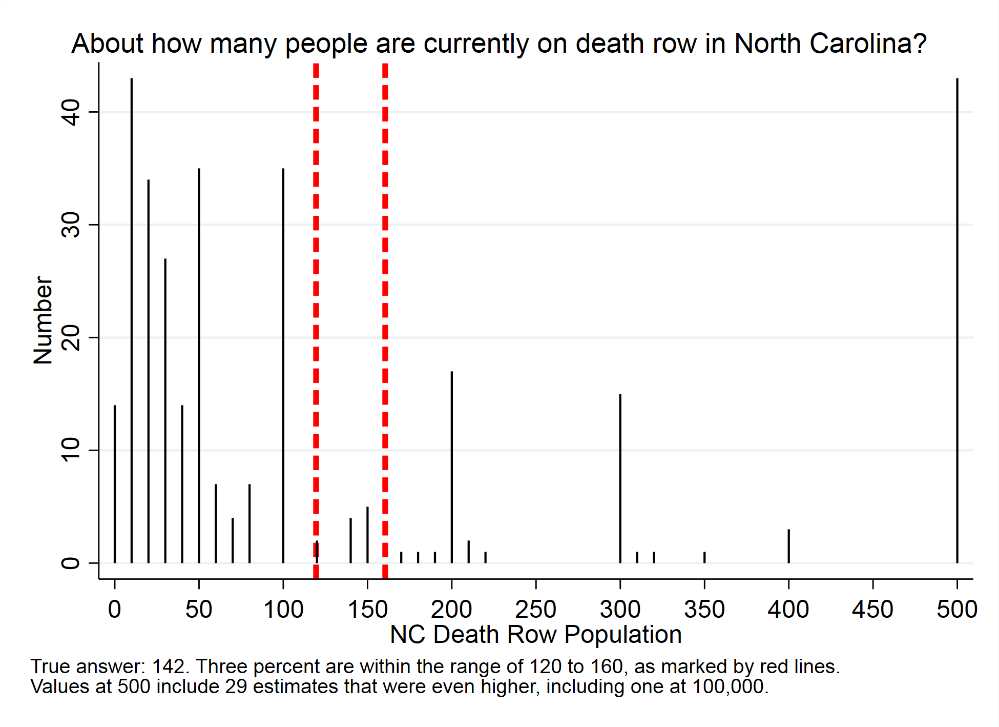 About how many people are currently on death row in North Carolina?
Number
40
30
20
10
0
0 50 100 150 200 250 300 350 400 450 500
NC Death Row Population
True answer: 142. Three percent are within the range of 120 to 160, as marked by red lines.
Values at 500 include 29 estimates that were even higher, including one at 100,000.